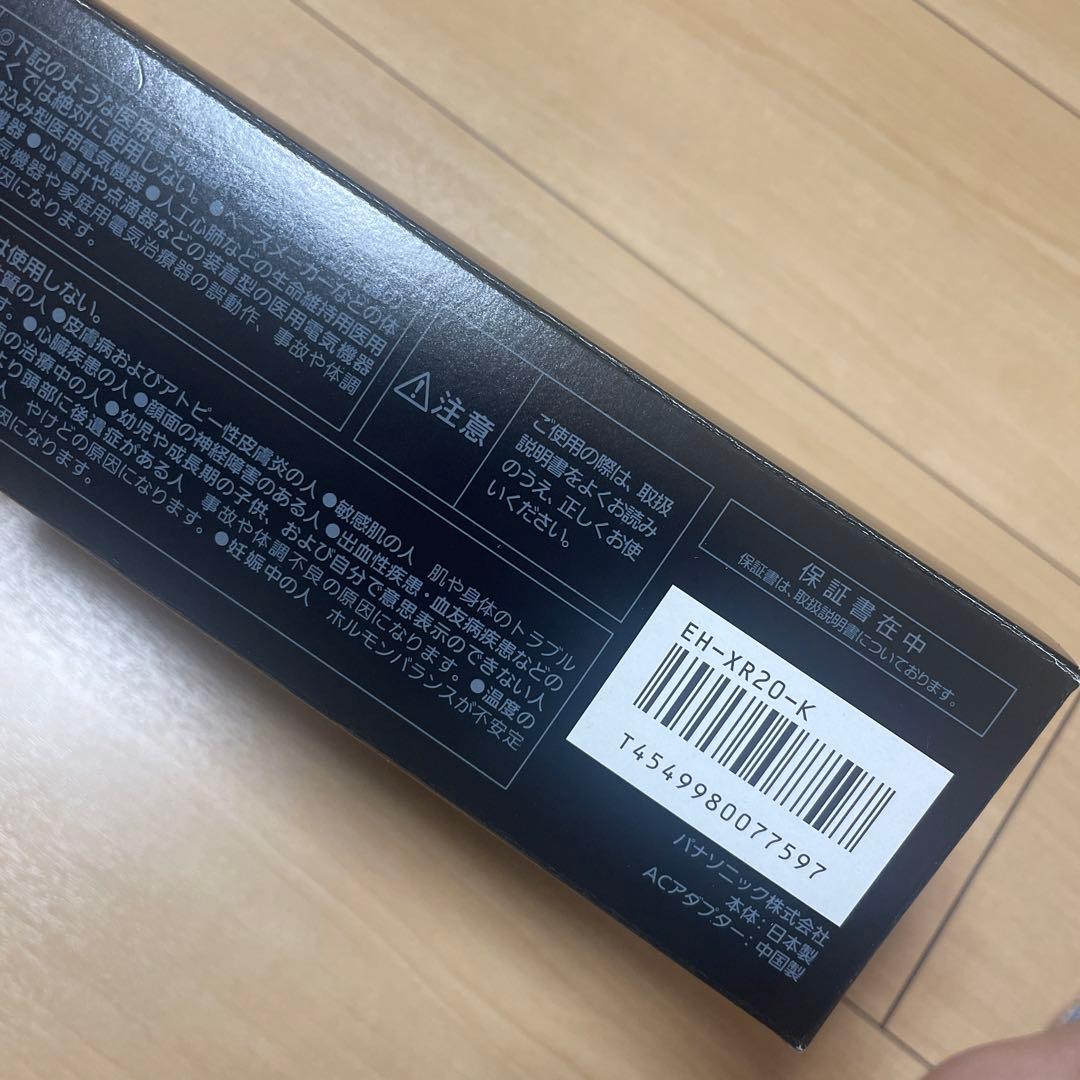 ◎下記のような医用
くでは絶対に使用しない。●ペースメーカーなどの体
込み型医用電気機器●人工心肺などの生命維持用医用
機器●心電計や点滴器などの装着型の医用電気機器
気機器や家庭用電気治療器の誤動作、事故や体調
因になります。
は使用しない。
質の人●皮膚病およびアトピー性皮膚炎の人●敏感肌の人 肌や身体のトラブル
す。●心臓疾患の人●顔面の神経障害のある人●出血性疾患・血友病疾患などの
の治療中の人●幼児や成長期の子供、および自分で意思表示のできない人
より頭部に後遺症がある人 事故や体調不良の原因になります。●温度の
人 やけどの原因になります。●妊娠中の人 ホルモンバランスが不安定
因になります。
⚠注意
ご使用の際は、取扱
説明書をよくお読み
のうえ、正しくお使
いください。
保証書在中
保証書は、取扱説明書についております。
EH-XR20-K
T4549980077597
パナソニック株式会社
本体:日本製
ACアダプター:中国製